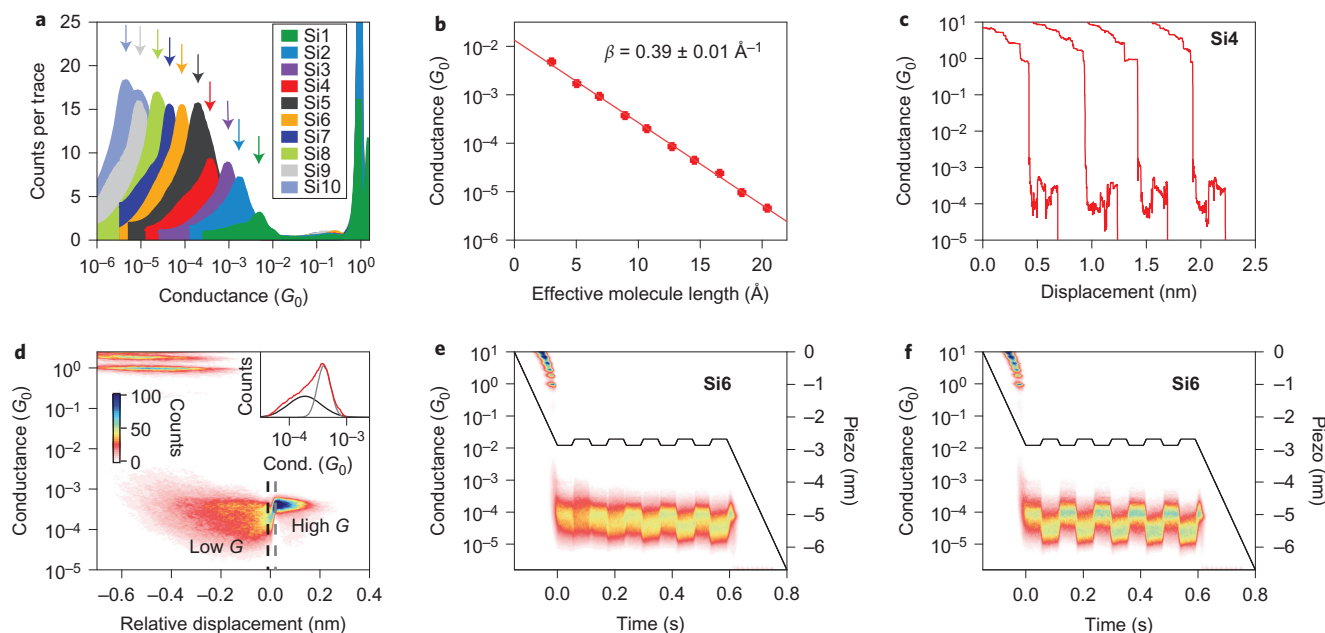 a
25
20
15
10
5
0
Counts per trace
10⁻⁶ 10⁻⁵ 10⁻⁴ 10⁻³ 10⁻² 10⁻¹ 10⁰
Conductance (G₀)
Si1
Si2
Si3
Si4
Si5
Si6
Si7
Si8
Si9
Si10
b
β = 0.39 ± 0.01 Å⁻¹
10⁻²
10⁻³
10⁻⁴
10⁻⁵
10⁻⁶
Conductance (G₀)
0 5 10 15 20
Effective molecule length (Å)
c
Si4
10¹
10⁰
10⁻¹
10⁻²
10⁻³
10⁻⁴
10⁻⁵
Conductance (G₀)
0.0 0.5 1.0 1.5 2.0 2.5
Displacement (nm)
d
10⁰
10⁻¹
10⁻²
10⁻³
10⁻⁴
10⁻⁵
Conductance (G₀)
100
50
0
Counts
Counts
10⁻⁴ 10⁻³
Cond. (G₀)
Low G
High G
−0.6 −0.4 −0.2 0.0 0.2 0.4
Relative displacement (nm)
e
Si6
10¹
10⁰
10⁻¹
10⁻²
10⁻³
10⁻⁴
10⁻⁵
Conductance (G₀)
0
−1
−2
−3
−4
−5
−6
Piezo (nm)
0.0 0.2 0.4 0.6 0.8
Time (s)
f
Si6
10¹
10⁰
10⁻¹
10⁻²
10⁻³
10⁻⁴
10⁻⁵
Conductance (G₀)
0
−1
−2
−3
−4
−5
−6
Piezo (nm)
0.0 0.2 0.4 0.6 0.8
Time (s)